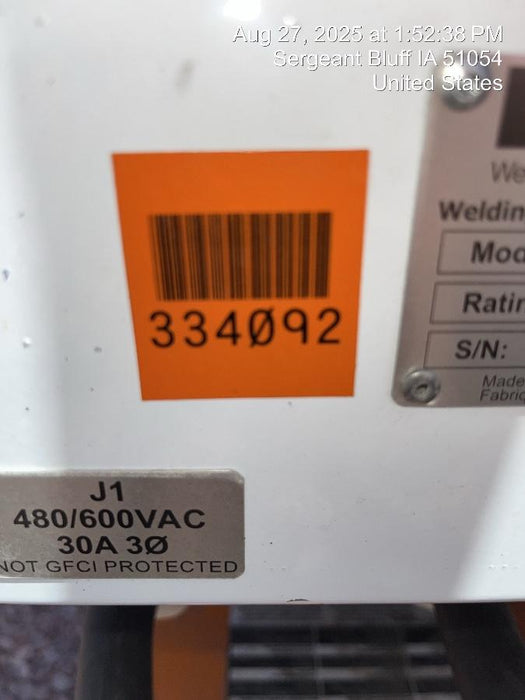 Aug 27, 2025 at 1:52:38 PM
Sergeant Bluff IA 51054
United States
334092
We
Weldin
Mod
Ratin
S/N:
Made
Fabric
J1
480/600VAC
30A 3Ø
NOT GFCI PROTECTED